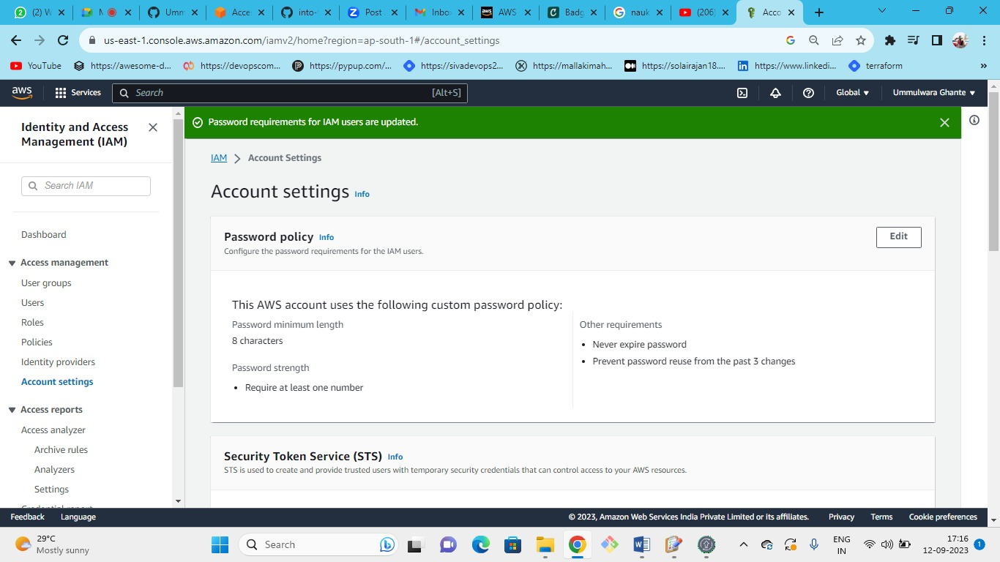 (2) W
M
Umm
Acce
into-
Post
Inbo
AWS
Badg
nauk
(206)
Acco
us-east-1.console.aws.amazon.com/iamv2/home?region=ap-south-1#/account_settings
YouTube
https://awesome-d...
https://devopscom...
https://pypup.com/...
https://sivadevops2...
https://mallakimah...
https://solairajan18....
https://www.linkedi...
terraform
»
aws
Services
Search
[Alt+S]
Global
Ummulwara Ghante
Identity and Access
Management (IAM)
Search IAM
Dashboard
Access management
User groups
Users
Roles
Policies
Identity providers
Account settings
Access reports
Access analyzer
Archive rules
Analyzers
Settings
Credential report
Password requirements for IAM users are updated.
IAM > Account Settings
Account settings Info
Password policy Info
Configure the password requirements for the IAM users.
Edit
This AWS account uses the following custom password policy:
Password minimum length
8 characters
Password strength
• Require at least one number
Other requirements
• Never expire password
• Prevent password reuse from the past 3 changes
Security Token Service (STS) Info
STS is used to create and provide trusted users with temporary security credentials that can control access to your AWS resources.
Feedback
Language
© 2023, Amazon Web Services India Private Limited or its affiliates.
Privacy
Terms
Cookie preferences
29°C
Mostly sunny
Search
ENG
IN
17:16
12-09-2023
1